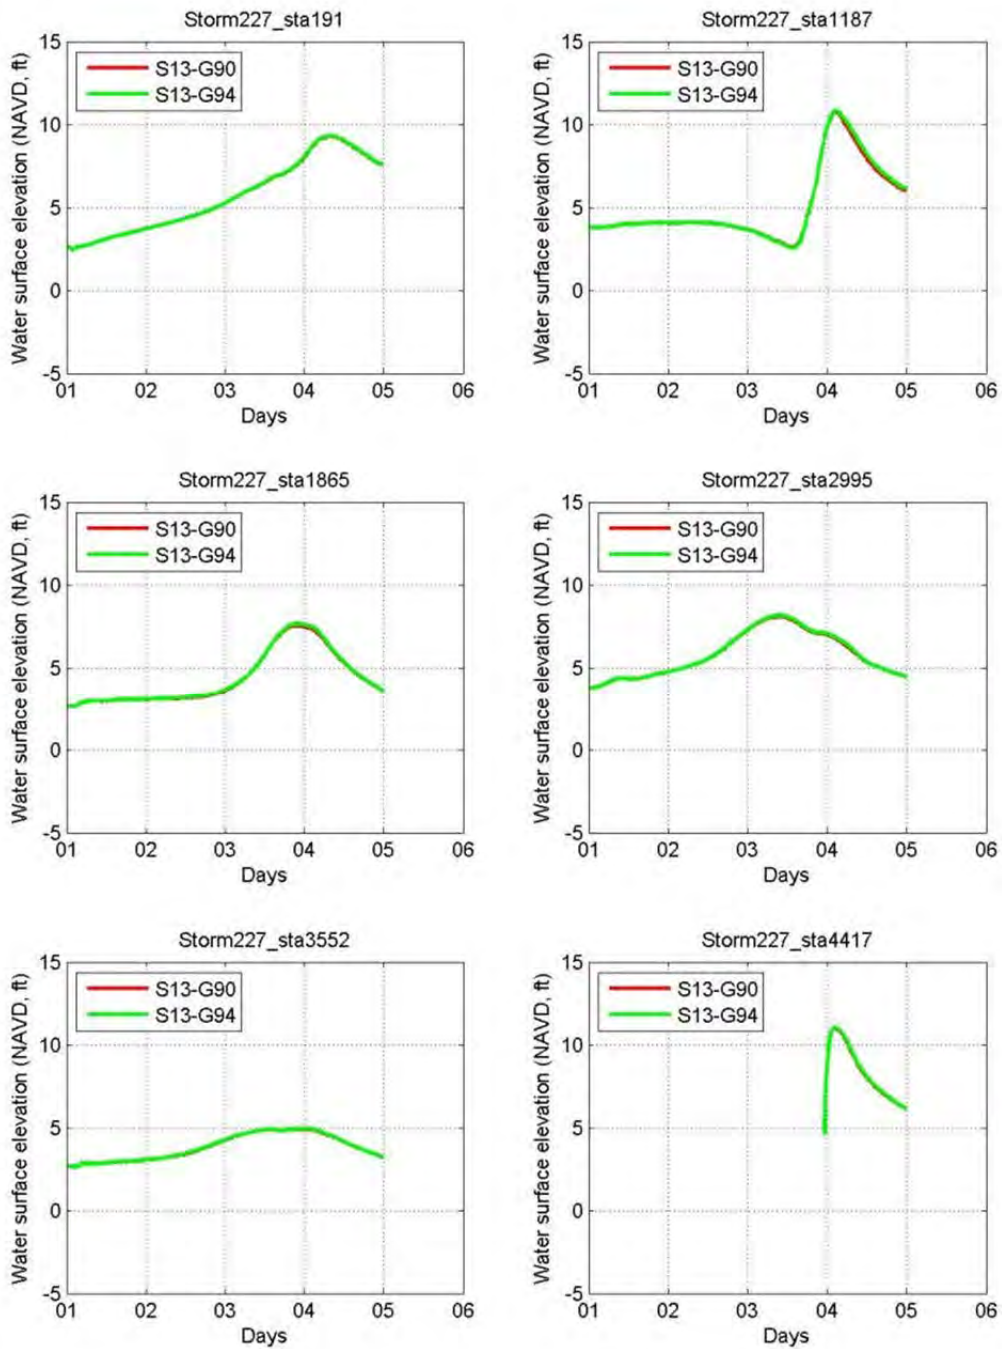 Storm227_sta191
Water surface elevation (NAVD, ft)
15
10
5
0
-5
S13-G90
S13-G94
01 02 03 04 05 06
Days
Storm227_sta1187
Water surface elevation (NAVD, ft)
15
10
5
0
-5
S13-G90
S13-G94
01 02 03 04 05 06
Days
Storm227_sta1865
Water surface elevation (NAVD, ft)
15
10
5
0
-5
S13-G90
S13-G94
01 02 03 04 05 06
Days
Storm227_sta2995
Water surface elevation (NAVD, ft)
15
10
5
0
-5
S13-G90
S13-G94
01 02 03 04 05 06
Days
Storm227_sta3552
Water surface elevation (NAVD, ft)
15
10
5
0
-5
S13-G90
S13-G94
01 02 03 04 05 06
Days
Storm227_sta4417
Water surface elevation (NAVD, ft)
15
10
5
0
-5
S13-G90
S13-G94
01 02 03 04 05 06
Days